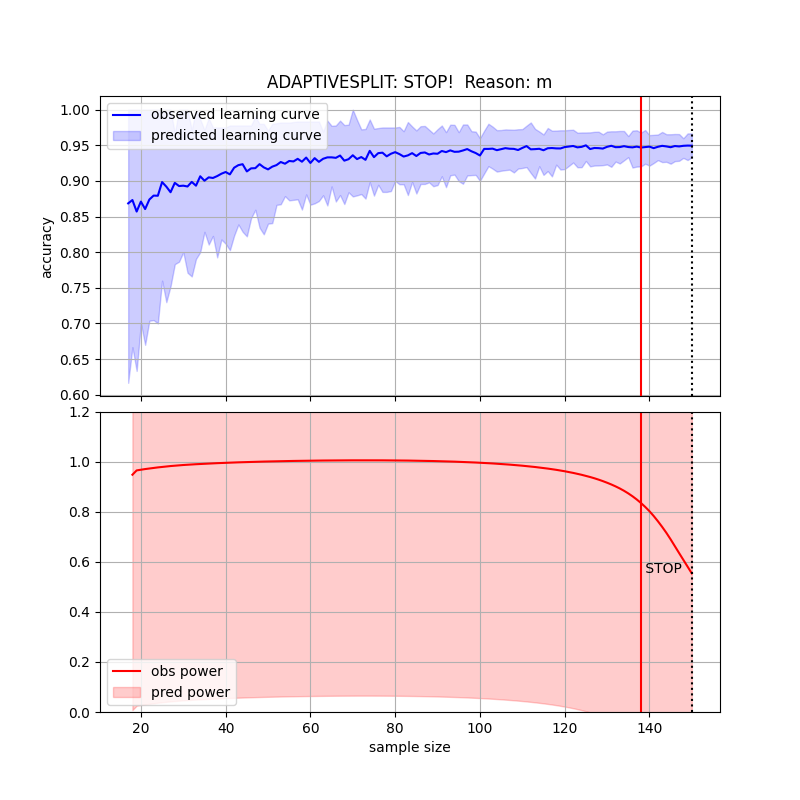 ADAPTIVESPLIT: STOP!  Reason: m
observed learning curve
predicted learning curve
1.00
0.95
0.90
0.85
0.80
0.75
0.70
0.65
0.60
accuracy
1.2
1.0
0.8
0.6
0.4
0.2
0.0
STOP
obs power
pred power
20 40 60 80 100 120 140
sample size